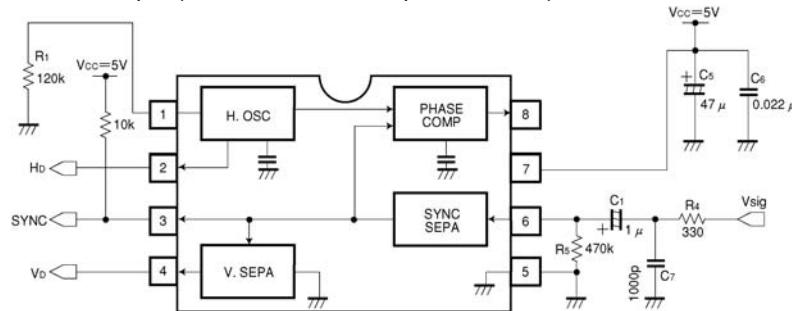 Vcc=5V
R1
120k
Vcc=5V
10k
C5
47 μ
C6
0.022 μ
1
H. OSC
PHASE
COMP
8
HD
2
7
SYNC
3
SYNC
SEPA
6
C1
1 μ
R4
330
Vsig
VD
4
V. SEPA
5
R5
470k
1000p
C7